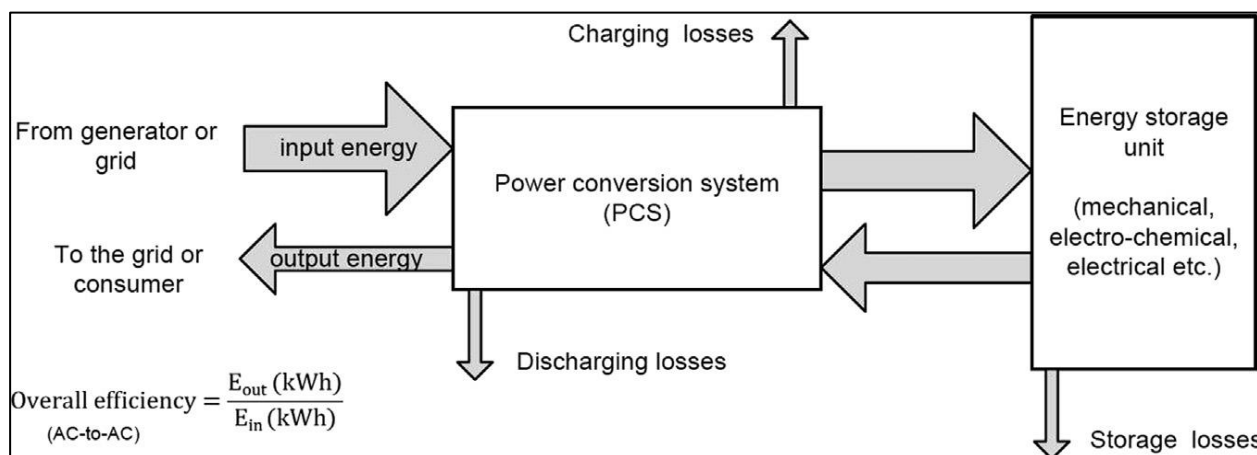 Charging losses
From generator or
grid
input energy
Power conversion system
(PCS)
Energy storage
unit
(mechanical,
electro-chemical,
electrical etc.)
To the grid or
consumer
output energy
Discharging losses
Overall efficiency = E_out (kWh) / E_in (kWh)
(AC-to-AC)
Storage losses